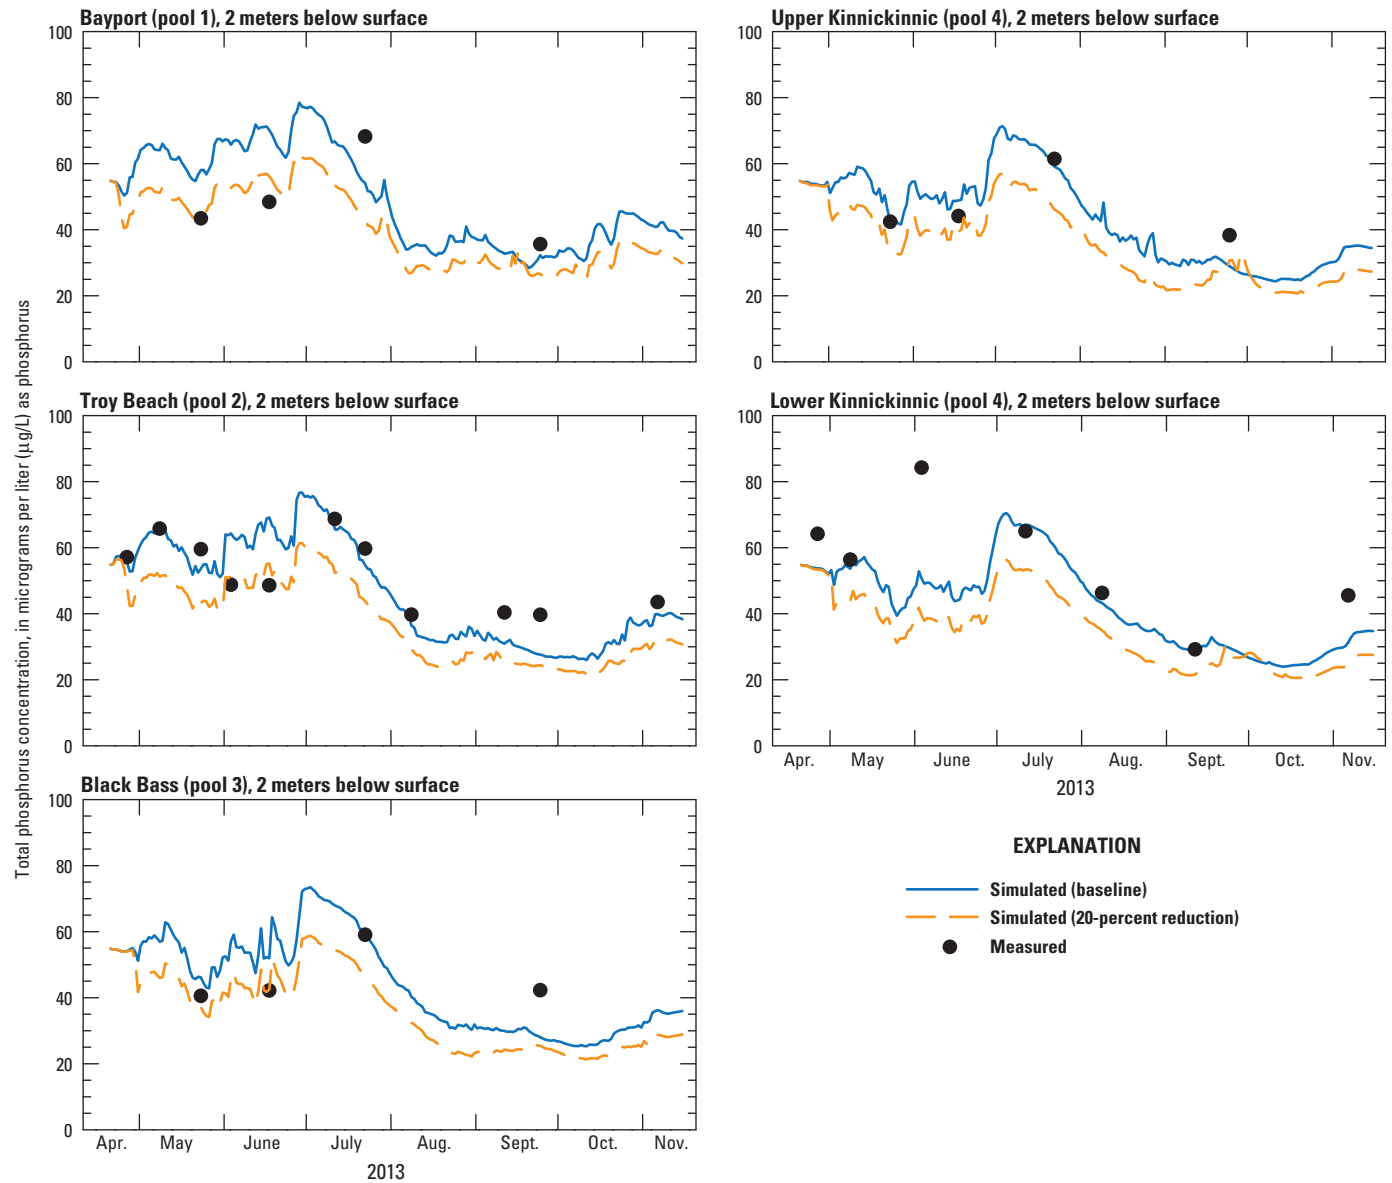 Total phosphorus concentration, in micrograms per liter (µg/L) as phosphorus
Bayport (pool 1), 2 meters below surface
100
80
60
40
20
0
Troy Beach (pool 2), 2 meters below surface
100
80
60
40
20
0
Black Bass (pool 3), 2 meters below surface
100
80
60
40
20
0
Apr. May June July Aug. Sept. Oct. Nov.
2013
Upper Kinnickinnic (pool 4), 2 meters below surface
100
80
60
40
20
0
Lower Kinnickinnic (pool 4), 2 meters below surface
100
80
60
40
20
0
Apr. May June July Aug. Sept. Oct. Nov.
2013
EXPLANATION
Simulated (baseline)
Simulated (20-percent reduction)
Measured